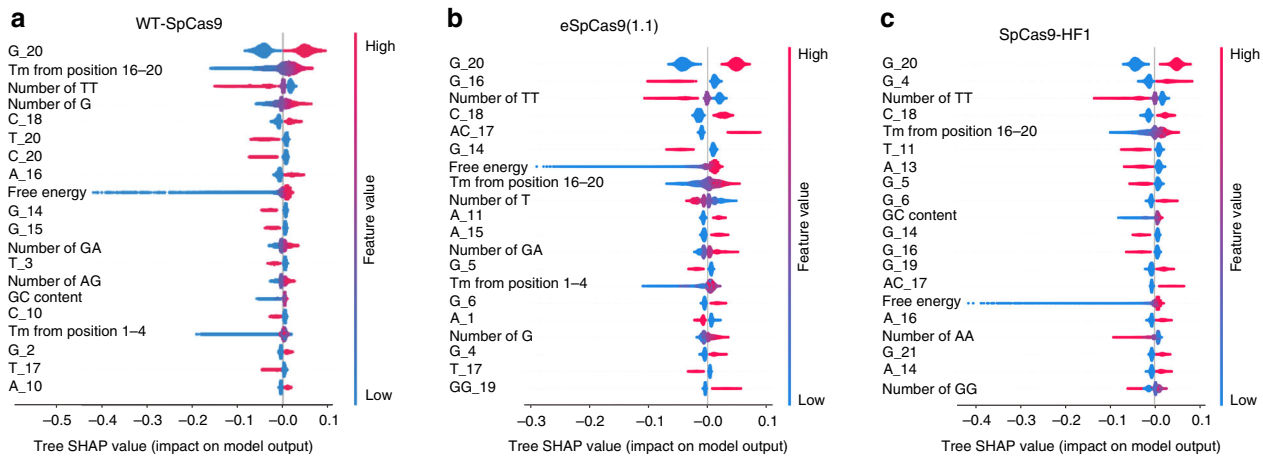 a
WT-SpCas9
G_20
Tm from position 16–20
Number of TT
Number of G
C_18
T_20
C_20
A_16
Free energy
G_14
G_15
Number of GA
T_3
Number of AG
GC content
C_10
Tm from position 1–4
G_2
T_17
A_10
–0.5 –0.4 –0.3 –0.2 –0.1 –0.0 0.1
Tree SHAP value (impact on model output)
High
Feature value
Low
b
eSpCas9(1.1)
G_20
G_16
Number of TT
C_18
AC_17
G_14
Free energy
Tm from position 16–20
Number of T
A_11
A_15
Number of GA
G_5
Tm from position 1–4
G_6
A_1
Number of G
G_4
T_17
GG_19
–0.3 –0.2 –0.1 –0.0 0.1
Tree SHAP value (impact on model output)
High
Feature value
Low
c
SpCas9-HF1
G_20
G_4
Number of TT
C_18
Tm from position 16–20
T_11
A_13
G_5
G_6
GC content
G_14
G_16
G_19
AC_17
Free energy
A_16
Number of AA
G_21
A_14
Number of GG
–0.4 –0.3 –0.2 –0.1 –0.0 0.1
Tree SHAP value (impact on model output)
High
Feature value
Low